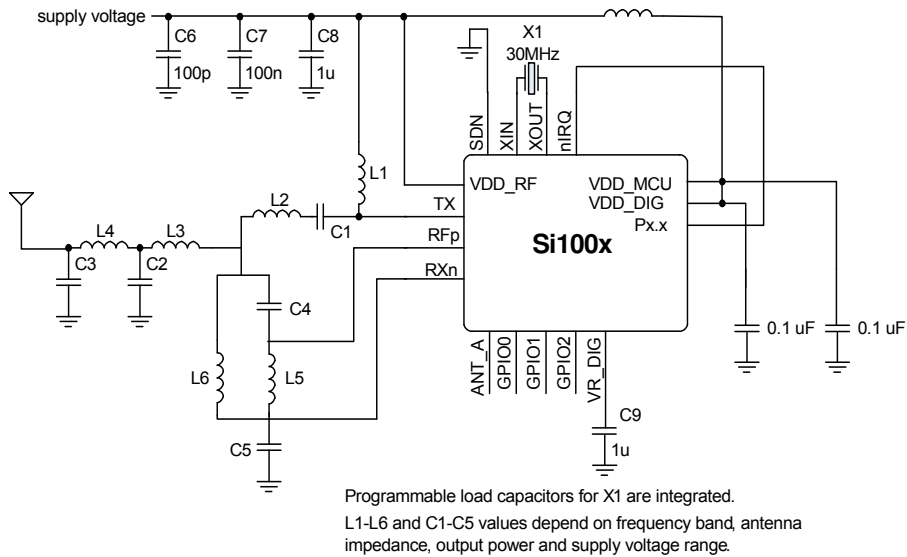 supply voltage
C6
100p
C7
100n
C8
1u
X1
30MHz
SDN
XIN
XOUT
nIRQ
L1
VDD_RF
VDD_MCU
VDD_DIG
Px.x
TX
RFp
RXn
Si100x
L2
C1
L4
L3
C3
C2
C4
L6
L5
C5
ANT_A
GPIO0
GPIO1
GPIO2
VR_DIG
C9
1u
0.1 uF
0.1 uF
Programmable load capacitors for X1 are integrated.
L1-L6 and C1-C5 values depend on frequency band, antenna
impedance, output power and supply voltage range.